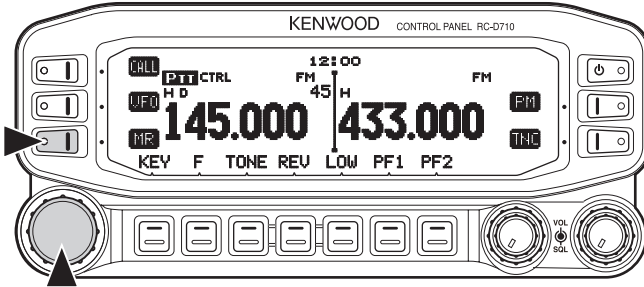 KENWOOD CONTROL PANEL RC-D710
12:00
CALL PTT CTRL FM FM
VFO H D 45 H PM
MR 145.000 433.000 TNC
KEY F TONE REV LOW PF1 PF2
VOL
SQL